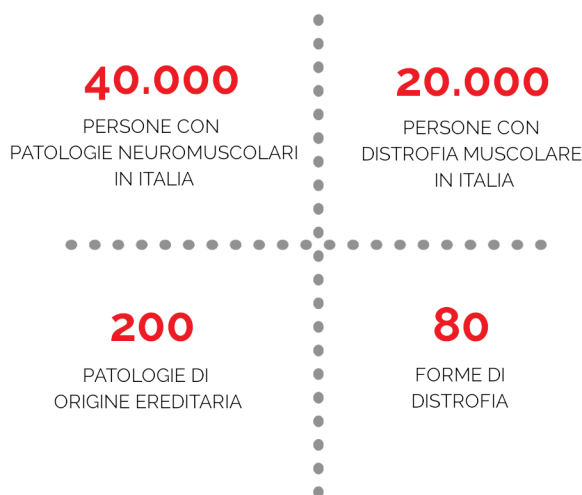 40.000
PERSONE CON
PATOLOGIE NEUROMUSCOLARI
IN ITALIA
20.000
PERSONE CON
DISTROFIA MUSCOLARE
IN ITALIA
200
PATOLOGIE DI
ORIGINE EREDITARIA
80
FORME DI
DISTROFIA